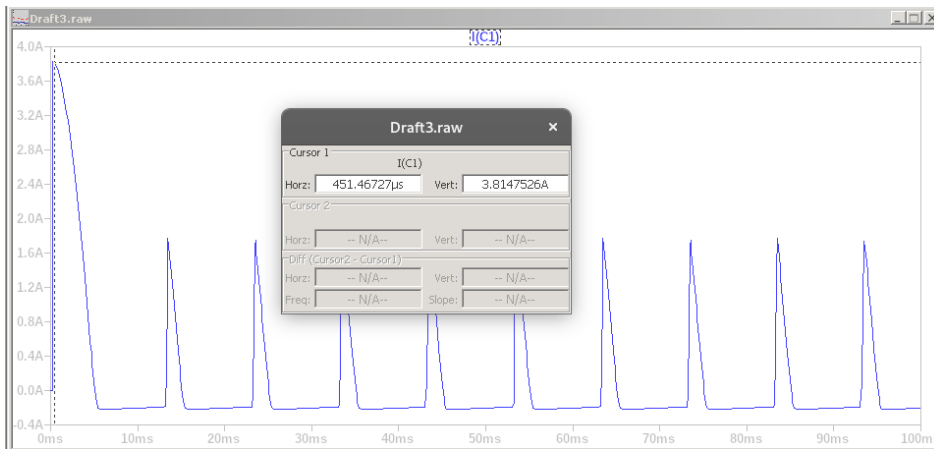 Draft3.raw
I(C1)
4.0A
3.6A
3.2A
2.8A
2.4A
2.0A
1.6A
1.2A
0.8A
0.4A
0.0A
-0.4A
Draft3.raw
Cursor 1
I(C1)
Horz: 451.46727µs Vert: 3.8147526A
Cursor 2
Horz: -- N/A-- Vert: -- N/A--
Diff (Cursor2 - Cursor1)
Horz: -- N/A-- Vert: -- N/A--
Freq: -- N/A-- Slope: -- N/A--
0ms 10ms 20ms 30ms 40ms 50ms 60ms 70ms 80ms 90ms 100ms